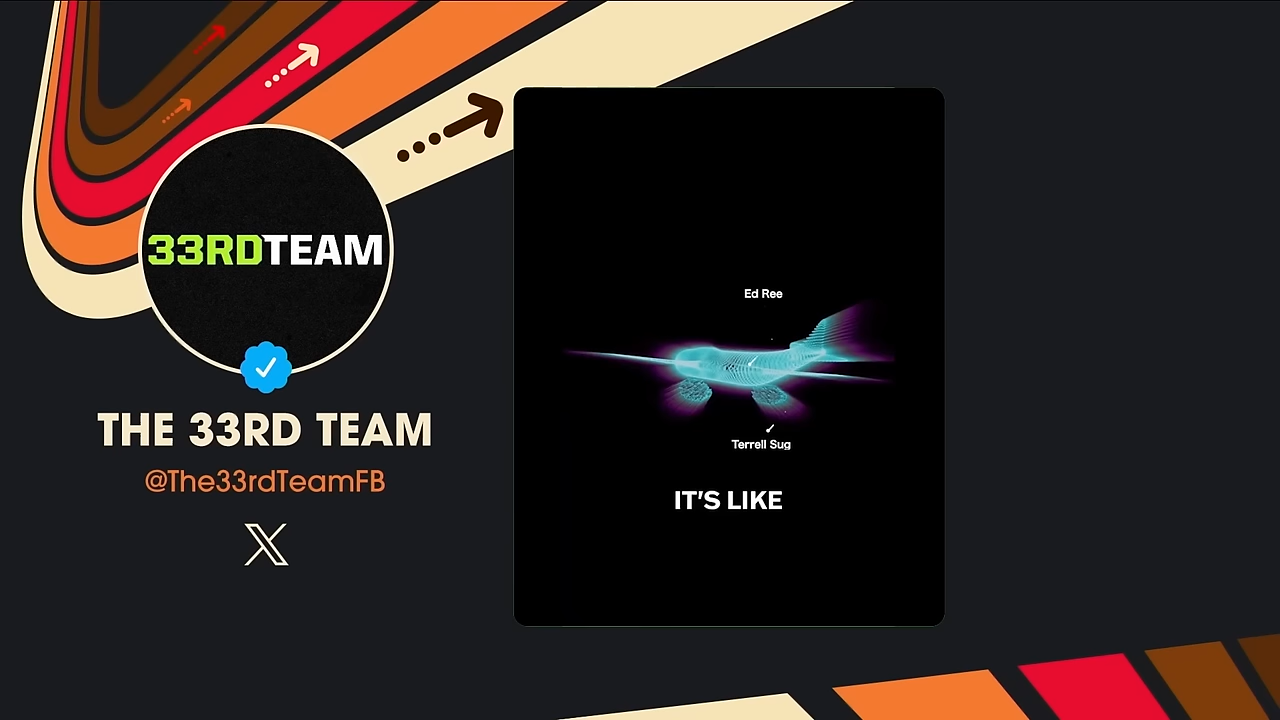 33RDTEAM
THE 33RD TEAM
@The33rdTeamFB
Ed Ree
Terrell Sug
IT'S LIKE